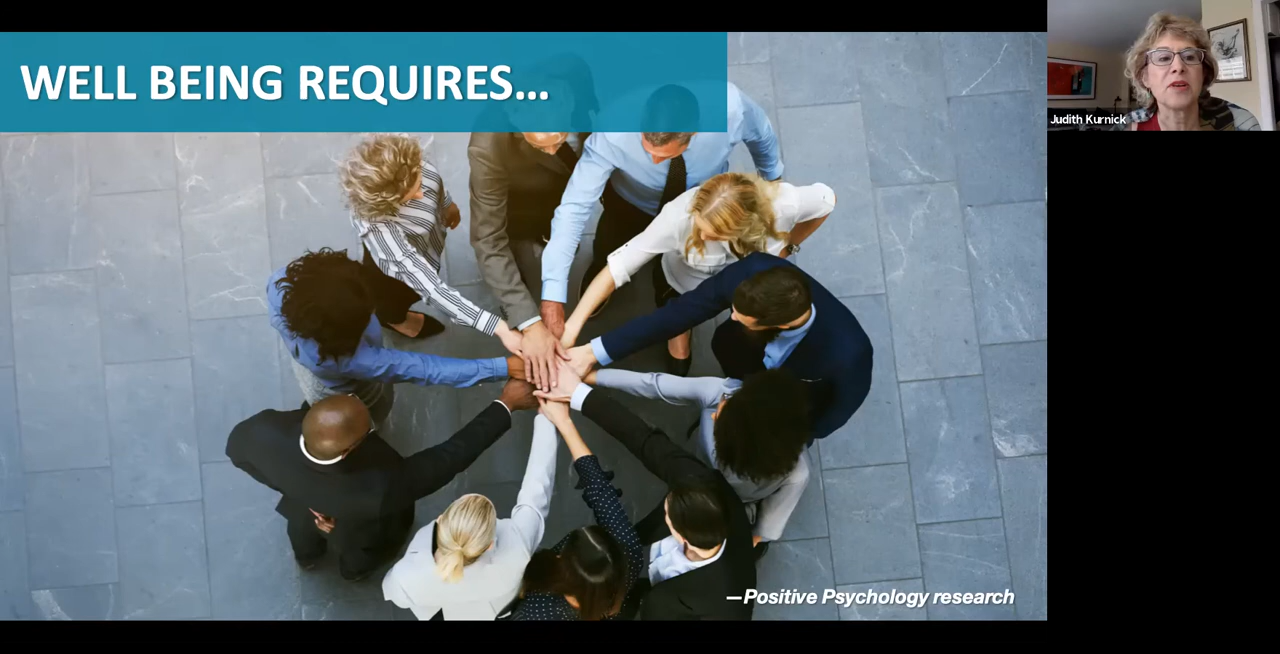 WELL BEING REQUIRES...
Judith Kurnick
—Positive Psychology research